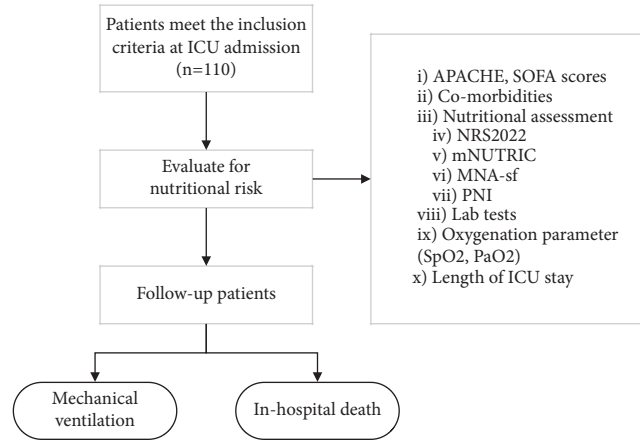 Patients meet the inclusion
criteria at ICU admission
(n=110)
Evaluate for
nutritional risk
i) APACHE, SOFA scores
ii) Co-morbidities
iii) Nutritional assessment
iv) NRS2022
v) mNUTRIC
vi) MNA-sf
vii) PNI
viii) Lab tests
ix) Oxygenation parameter
(SpO2, PaO2)
x) Length of ICU stay
Follow-up patients
Mechanical
ventilation
In-hospital death